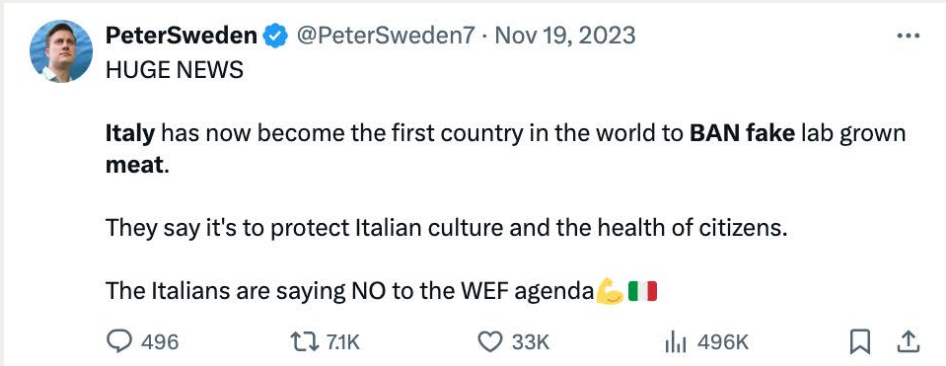 PeterSweden @PeterSweden7 · Nov 19, 2023
HUGE NEWS
Italy has now become the first country in the world to BAN fake lab grown
meat.
They say it's to protect Italian culture and the health of citizens.
The Italians are saying NO to the WEF agenda💪🇮🇹
496 7.1K 33K 496K